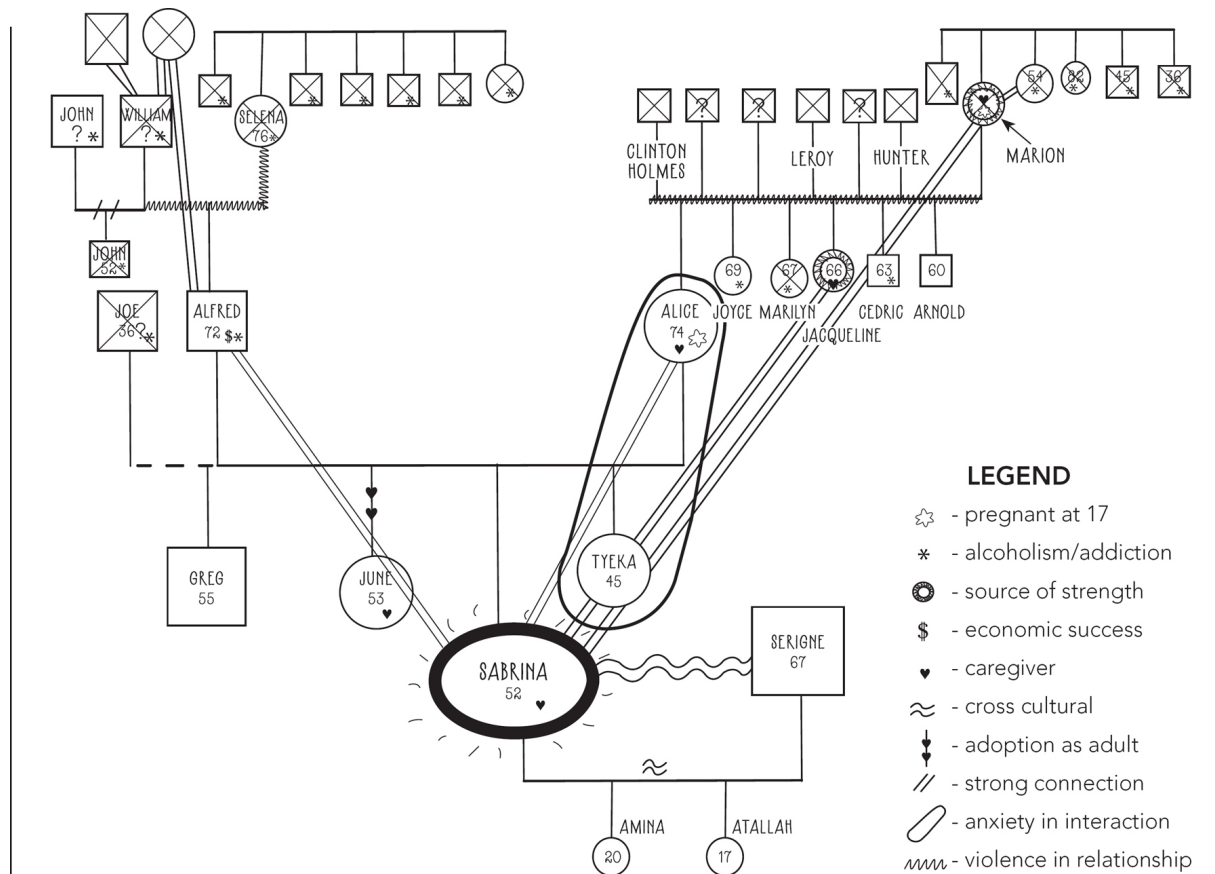 54
82
45
36
JOHN
? *
WILLIAM
? *
SELENA
76 *
?
?
?
CLINTON
HOLMES
LEROY
HUNTER
MARION
JOHN
52 *
69
*
67
*
66
63
*
60
JOE
36 ? *
ALFRED
72 $ *
ALICE
74
JOYCE
MARILYN
JACQUELINE
CEDRIC
ARNOLD
GREG
55
JUNE
53
TYEKA
45
SABRINA
52
SERIGNE
67
AMINA
20
ATALLAH
17
LEGEND
- pregnant at 17
* - alcoholism/addiction
- source of strength
$ - economic success
- caregiver
- cross cultural
- adoption as adult
- strong connection
- anxiety in interaction
- violence in relationship